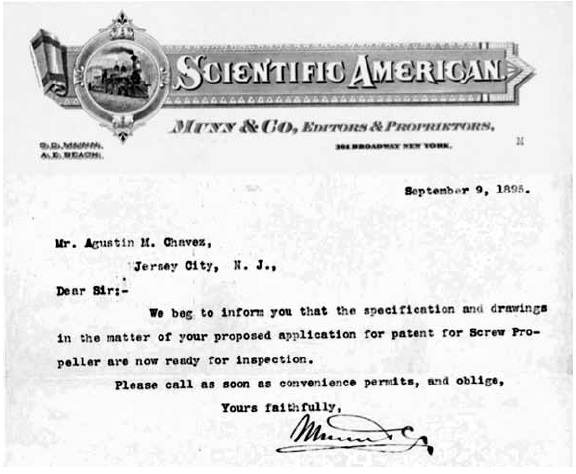 SCIENTIFIC AMERICAN.
MUNN & CO, EDITORS & PROPRIETORS,
O. D. MUNN.
A. E. BEACH.
361 BROADWAY NEW YORK.
M
September 9, 1895.
Mr. Agustin M. Chavez,
Jersey City, N. J.,
Dear Sir:-
We beg to inform you that the specification and drawings
in the matter of your proposed application for patent for Screw Pro-
peller are now ready for inspection.
Please call as soon as convenience permits, and oblige,
Yours faithfully,
Munn & Co